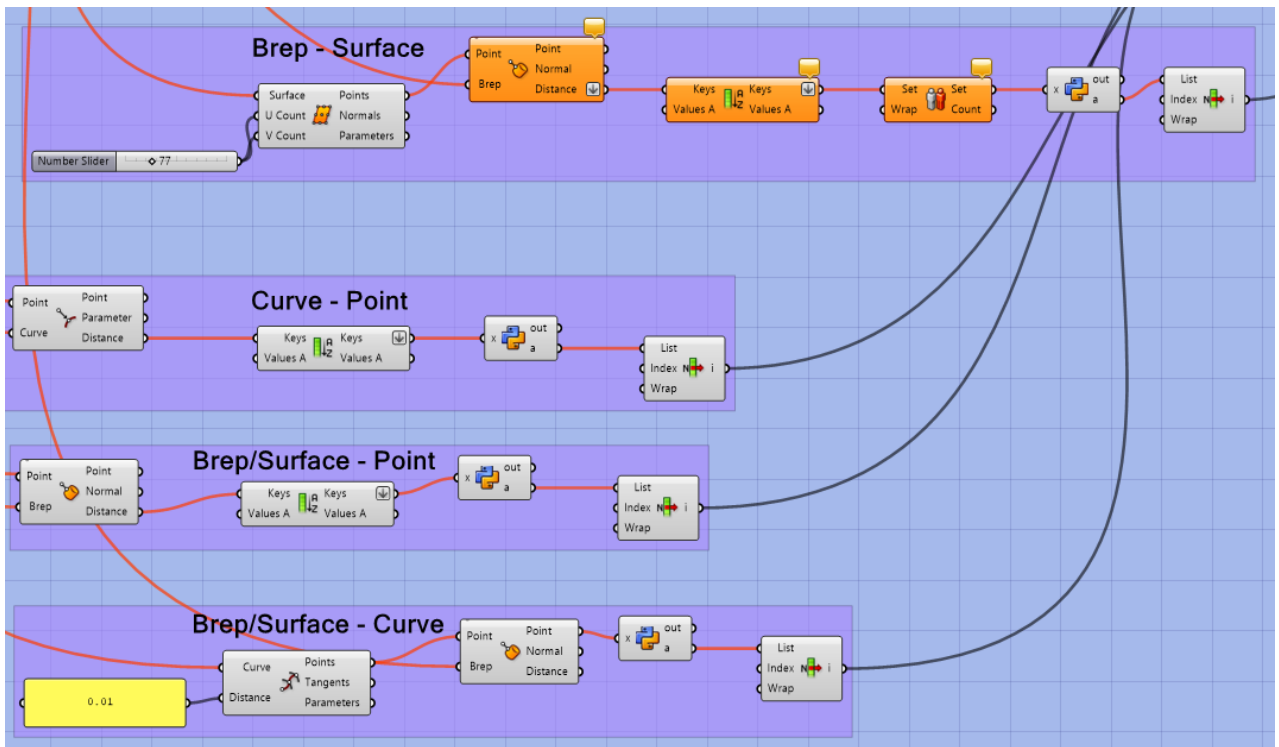 Brep - Surface
Point Point
Normal
Brep Distance
Surface Points
U Count Normals
V Count Parameters
Number Slider 77
Keys A Z Keys
Values A Values A
Set Set
Wrap Count
x out
a
List
Index N i
Wrap
Curve - Point
Point Point
Parameter
Curve Distance
Keys A Z Keys
Values A Values A
x out
a
List
Index N i
Wrap
Brep/Surface - Point
Point Point
Normal
Brep Distance
Keys A Z Keys
Values A Values A
x out
a
List
Index N i
Wrap
Brep/Surface - Curve
Curve Points
Tangents
Distance Parameters
0.01
Point Point
Normal
Brep Distance
x out
a
List
Index N i
Wrap